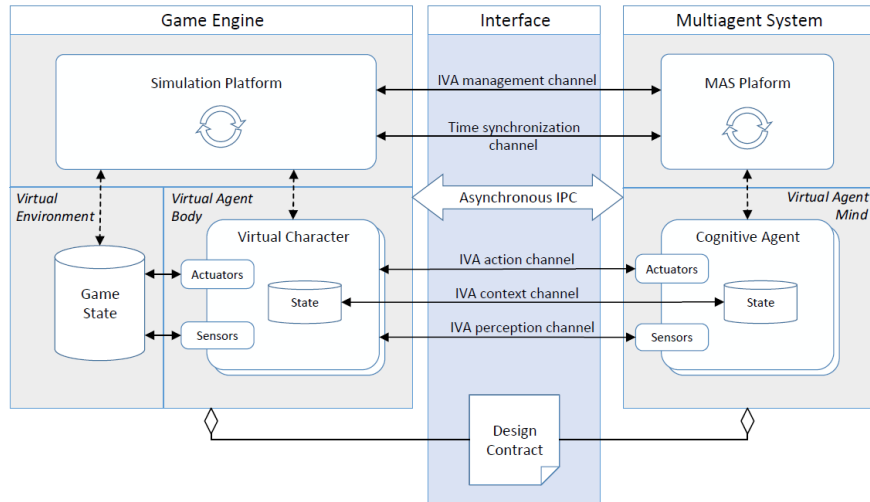 Game Engine
Interface
Multiagent System
Simulation Platform
IVA management channel
MAS Plaform
Time synchronization
channel
Virtual
Environment
Virtual Agent
Body
Asynchronous IPC
Virtual Agent
Mind
Virtual Character
Cognitive Agent
Game
State
Actuators
State
Sensors
IVA action channel
IVA context channel
IVA perception channel
Actuators
State
Sensors
Design
Contract